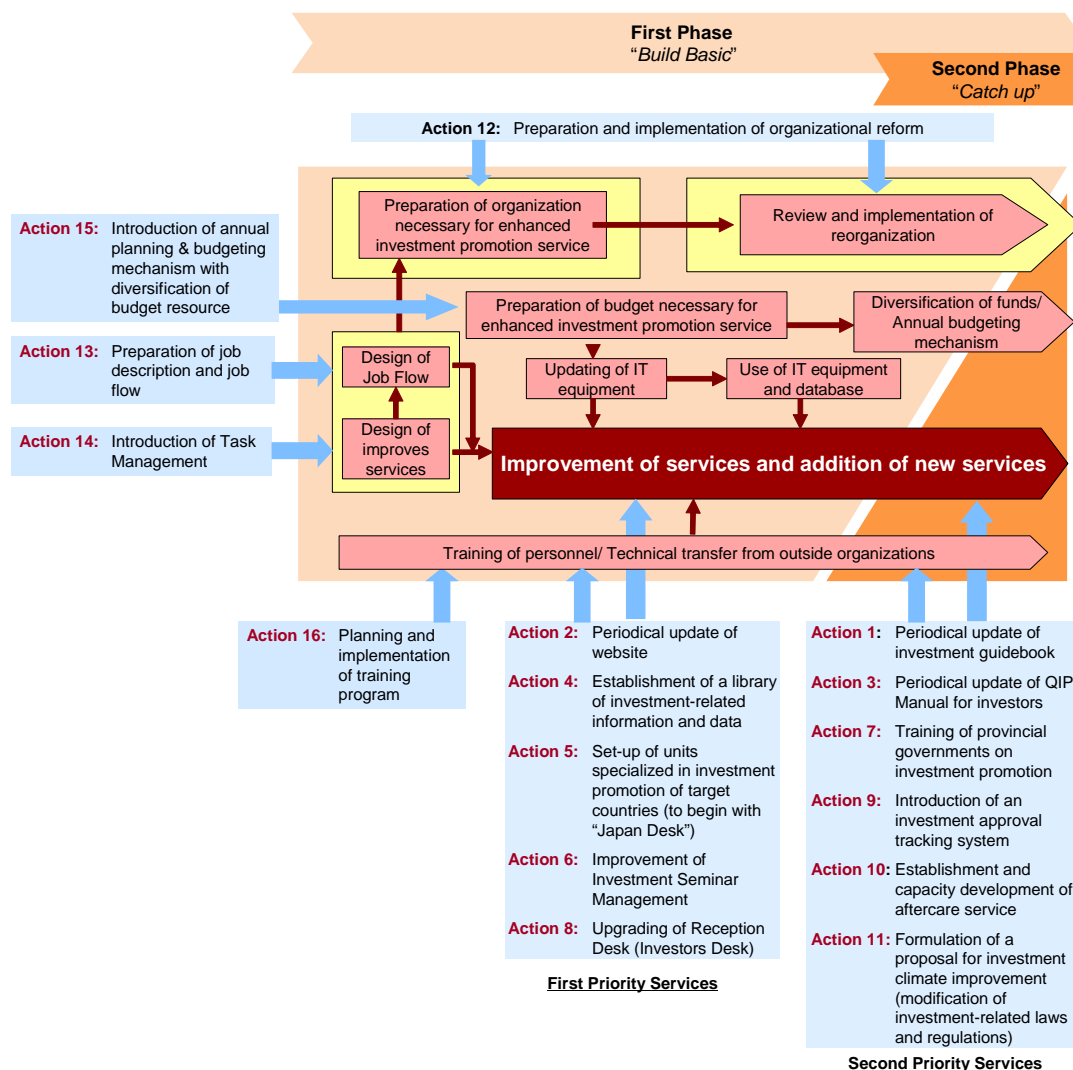 First Phase
“Build Basic”
Second Phase
“Catch up”
Action 12: Preparation and implementation of organizational reform
Preparation of organization
necessary for enhanced
investment promotion service
Review and implementation of
reorganization
Action 15: Introduction of annual
planning & budgeting
mechanism with
diversification of
budget resource
Preparation of budget necessary for
enhanced investment promotion service
Diversification of funds/
Annual budgeting
mechanism
Action 13: Preparation of job
description and job
flow
Design of
Job Flow
Updating of IT
equipment
Use of IT equipment
and database
Action 14: Introduction of Task
Management
Design of
improves
services
Improvement of services and addition of new services
Training of personnel/ Technical transfer from outside organizations
Action 16: Planning and
implementation
of training
program
Action 2: Periodical update of
website
Action 4: Establishment of a library
of investment-related
information and data
Action 5: Set-up of units
specialized in investment
promotion of target
countries (to begin with
“Japan Desk”)
Action 6: Improvement of
Investment Seminar
Management
Action 8: Upgrading of Reception
Desk (Investors Desk)
First Priority Services
Action 1: Periodical update of
investment guidebook
Action 3: Periodical update of QIP
Manual for investors
Action 7: Training of provincial
governments on
investment promotion
Action 9: Introduction of an
investment approval
tracking system
Action 10: Establishment and
capacity development of
aftercare service
Action 11: Formulation of a
proposal for investment
climate improvement
(modification of
investment-related laws
and regulations)
Second Priority Services